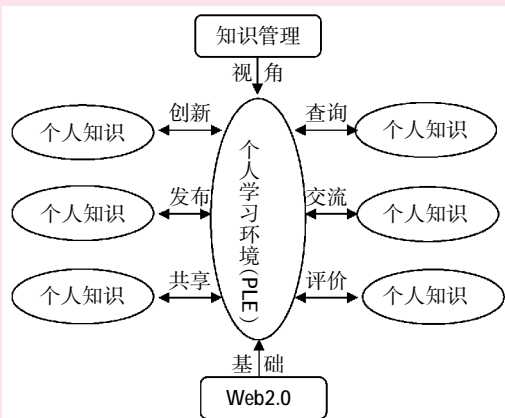 知识管理
视 角
创新
查询
个人知识
个人知识
发布
交流
个人知识
个人知识
共享
评价
个人知识
个人知识
个人学习环境(PLE)
基 础
Web2.0